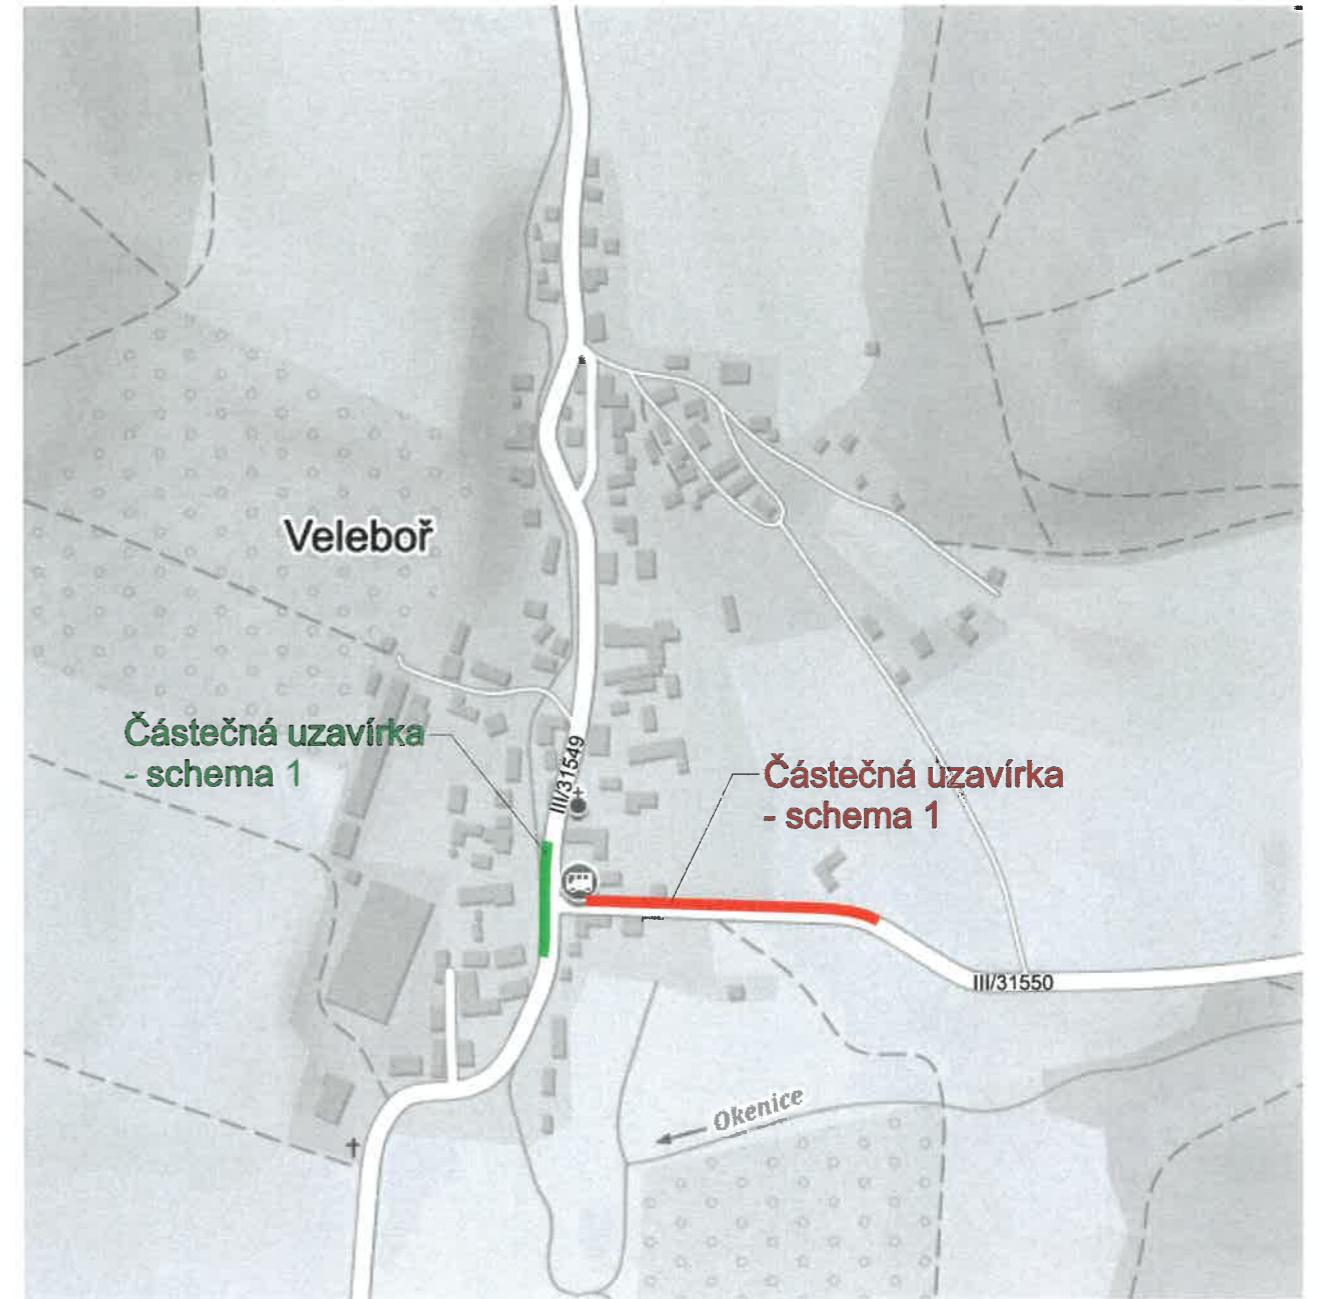 Veleboř
Částečná uzavírka
- schema 1
III/31549
Částečná uzavírka
- schema 1
III/31550
Okenice